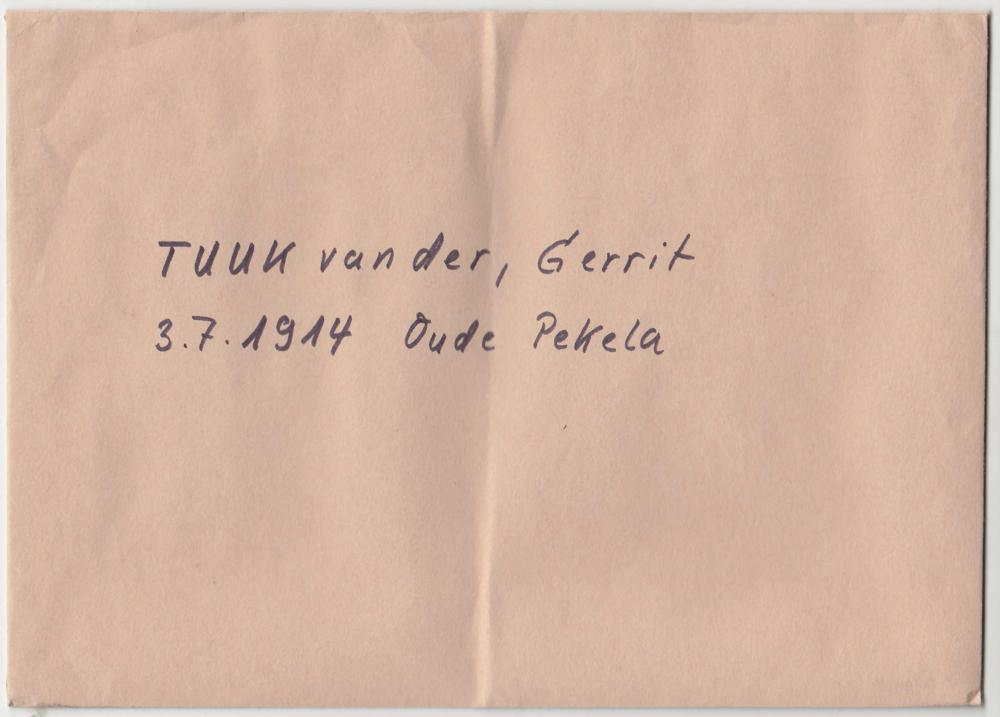 TUUK van der, Gerrit
3.7.1914 Oude Pekela